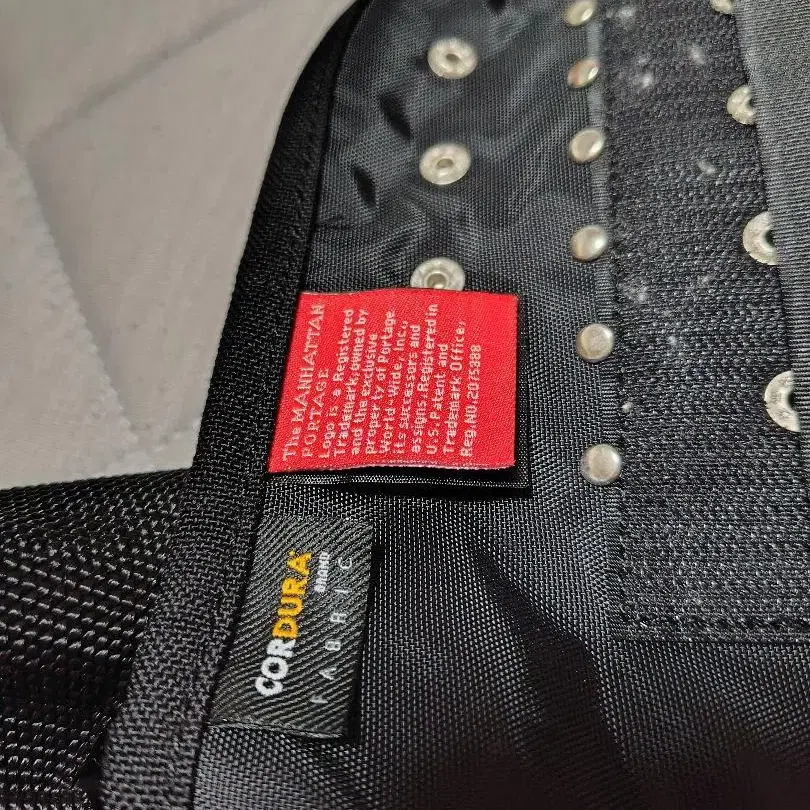 The MANHATTAN
PORTAGE
Logo is a Registered
Trademark,owned by
and the exclusive
property of Portage
World-Wide, Inc.,
its successors and
assigns. Registered in
U.S. Patent and
Trademark Office.
Reg.NO.2075388
CORDURA®
BRAND
FABRIC